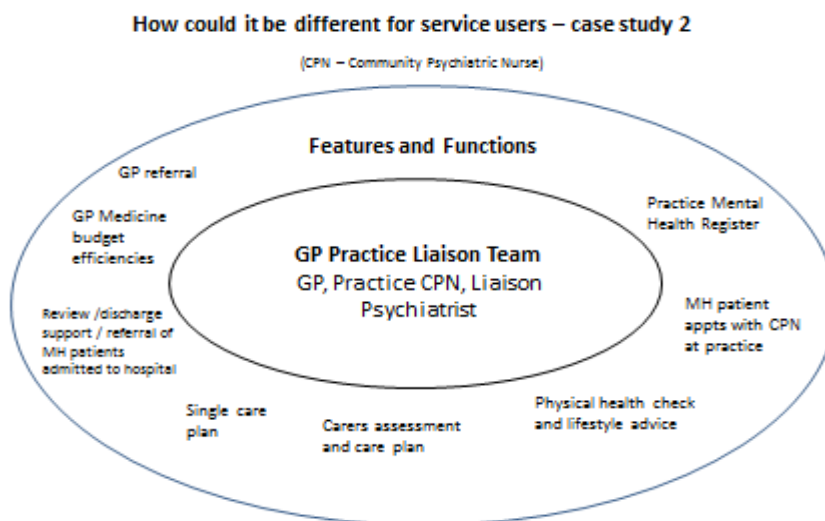 How could it be different for service users – case study 2
(CPN – Community Psychiatric Nurse)
Features and Functions
GP referral
GP Medicine
budget
efficiencies
Review /discharge
support / referral of
MH patients
admitted to hospital
Single care
plan
Carers assessment
and care plan
Physical health check
and lifestyle advice
MH patient
appts with CPN
at practice
Practice Mental
Health Register
GP Practice Liaison Team
GP, Practice CPN, Liaison
Psychiatrist